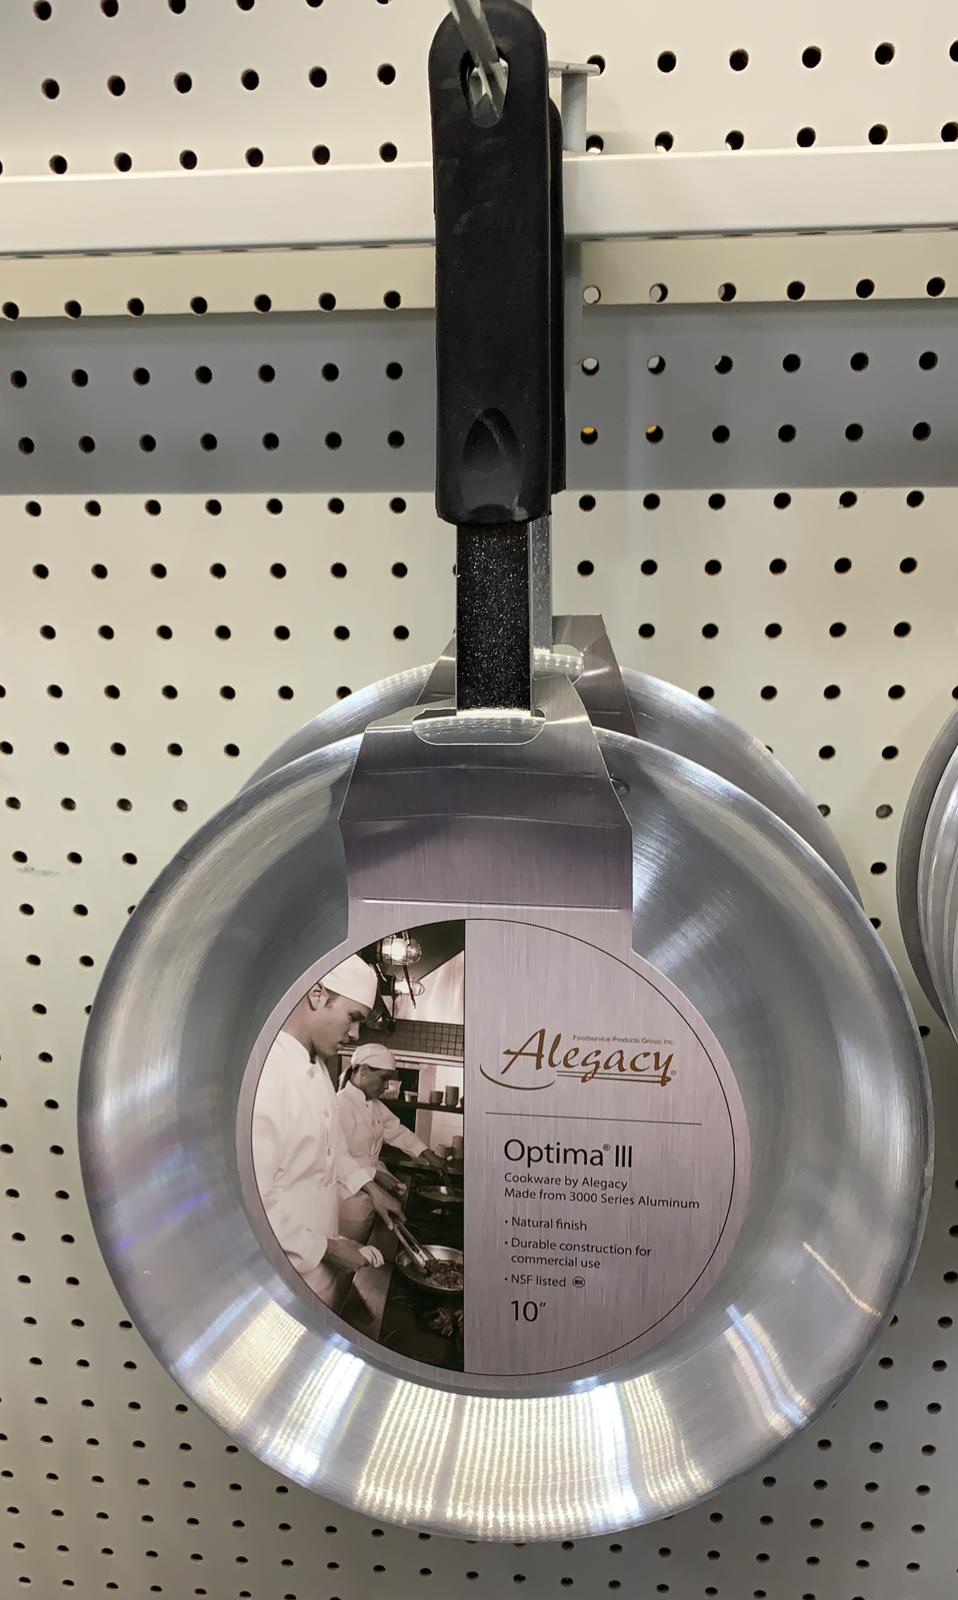 Foodservice Products Group, Inc.
Alegacy®
Optima® III
Cookware by Alegacy
Made from 3000 Series Aluminum
• Natural finish
• Durable construction for
commercial use
• NSF listed NSF
10"